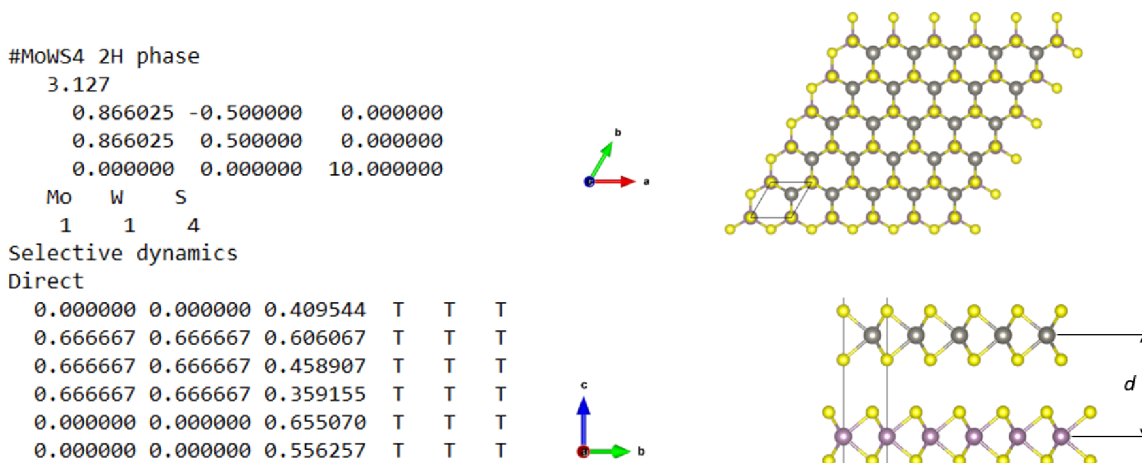 #MoWS4 2H phase
3.127
0.866025 -0.500000 0.000000
0.866025 0.500000 0.000000
0.000000 0.000000 10.000000
Mo W S
1 1 4
Selective dynamics
Direct
0.000000 0.000000 0.409544 T T T
0.666667 0.666667 0.606067 T T T
0.666667 0.666667 0.458907 T T T
0.666667 0.666667 0.359155 T T T
0.000000 0.000000 0.655070 T T T
0.000000 0.000000 0.556257 T T T
b
a
c
b
d